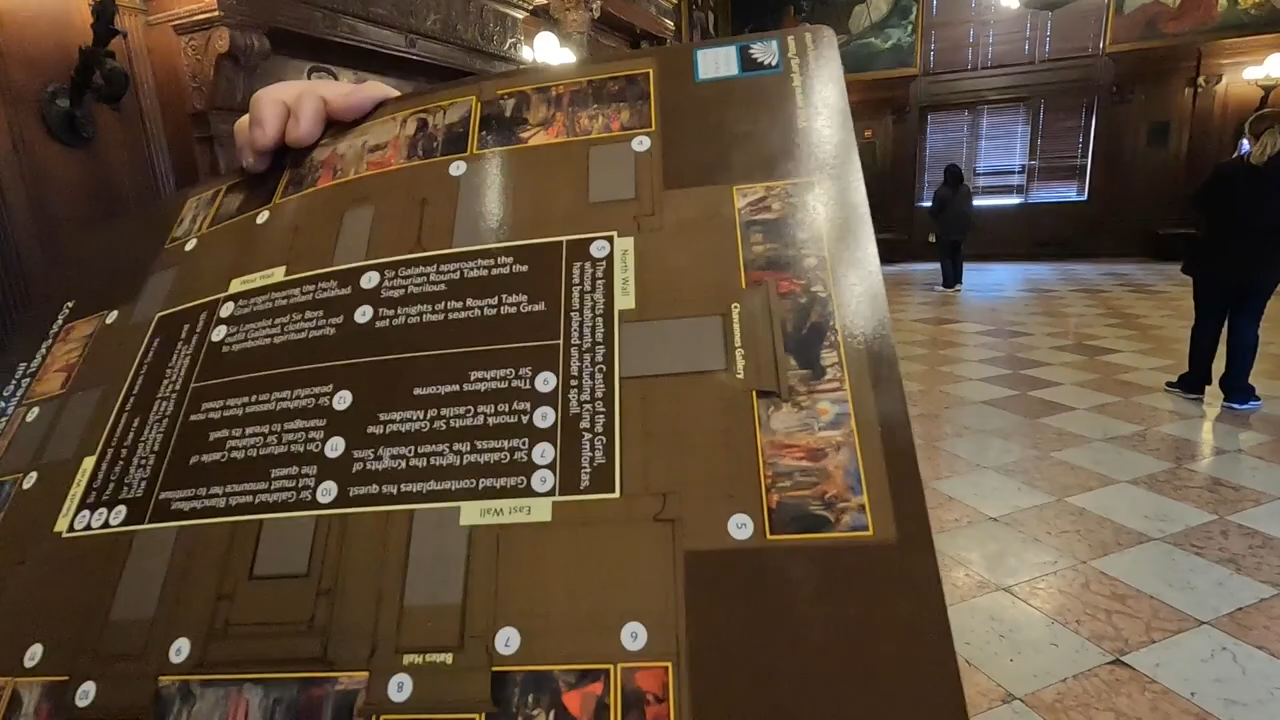 West Wall
1 An angel bearing the Holy
Grail visits the infant Galahad
2 Sir Lancelot and Sir Bors
outfit Galahad, clothed in red
to symbolize spiritual purity.
3 Sir Galahad approaches the
Arthurian Round Table and the
Siege Perilous.
4 The knights of the Round Table
set off on their search for the Grail.
North Wall
5 The knights enter the Castle of the Grail,
whose inhabitants, including King Amfortas,
have been placed under a spell.
Chavannes Gallery
East Wall
6 Galahad contemplates his quest.
7 Sir Galahad fights the Knights of
Darkness, the Seven Deadly Sins.
8 A monk grants Sir Galahad the
key to the Castle of Maidens.
9 The maidens welcome
Sir Galahad.
10 Sir Galahad weds Blanchefleur,
but must renounce her to continue
the quest.
11 On his return to the Castle of
the Grail, Sir Galahad
manages to break its spell.
12 Sir Galahad passes from the now
peaceful land on a white steed.
Bates Hall
South Wall
3
4
5
6
7
8
9
10
11